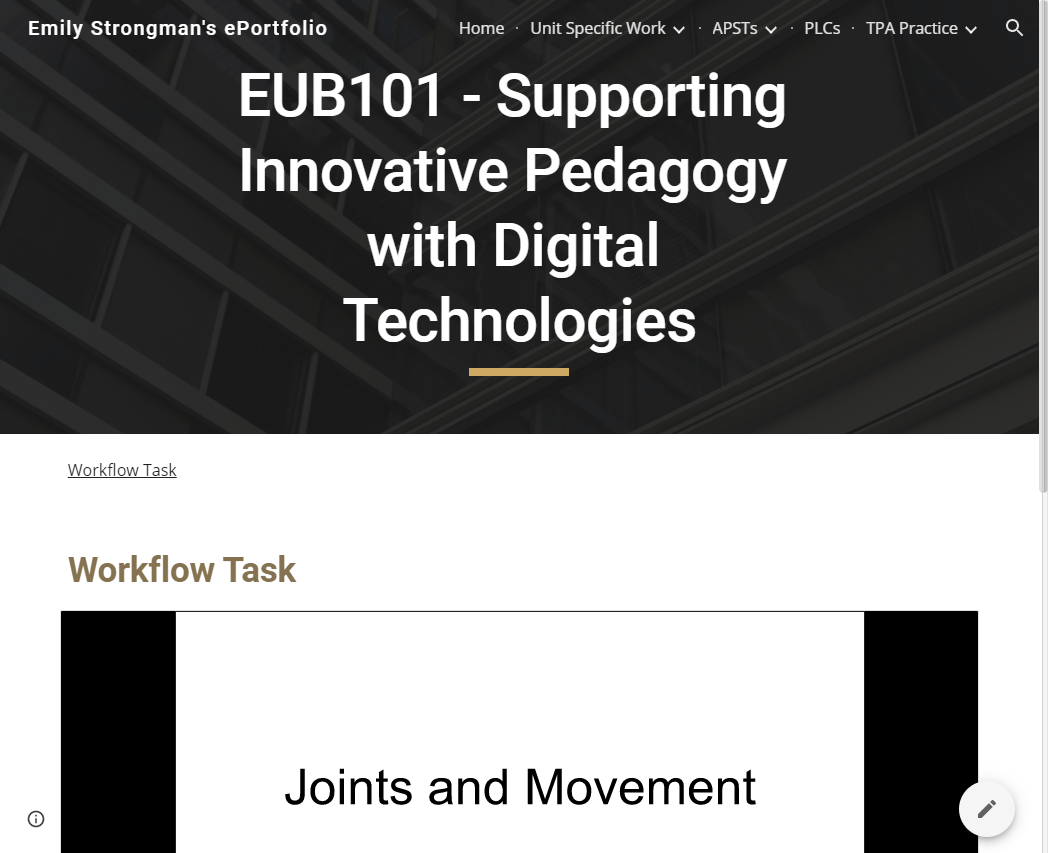 Emily Strongman's ePortfolio
Home · Unit Specific Work · APSTs · PLCs · TPA Practice
EUB101 - Supporting
Innovative Pedagogy
with Digital
Technologies
Workflow Task
Workflow Task
Joints and Movement